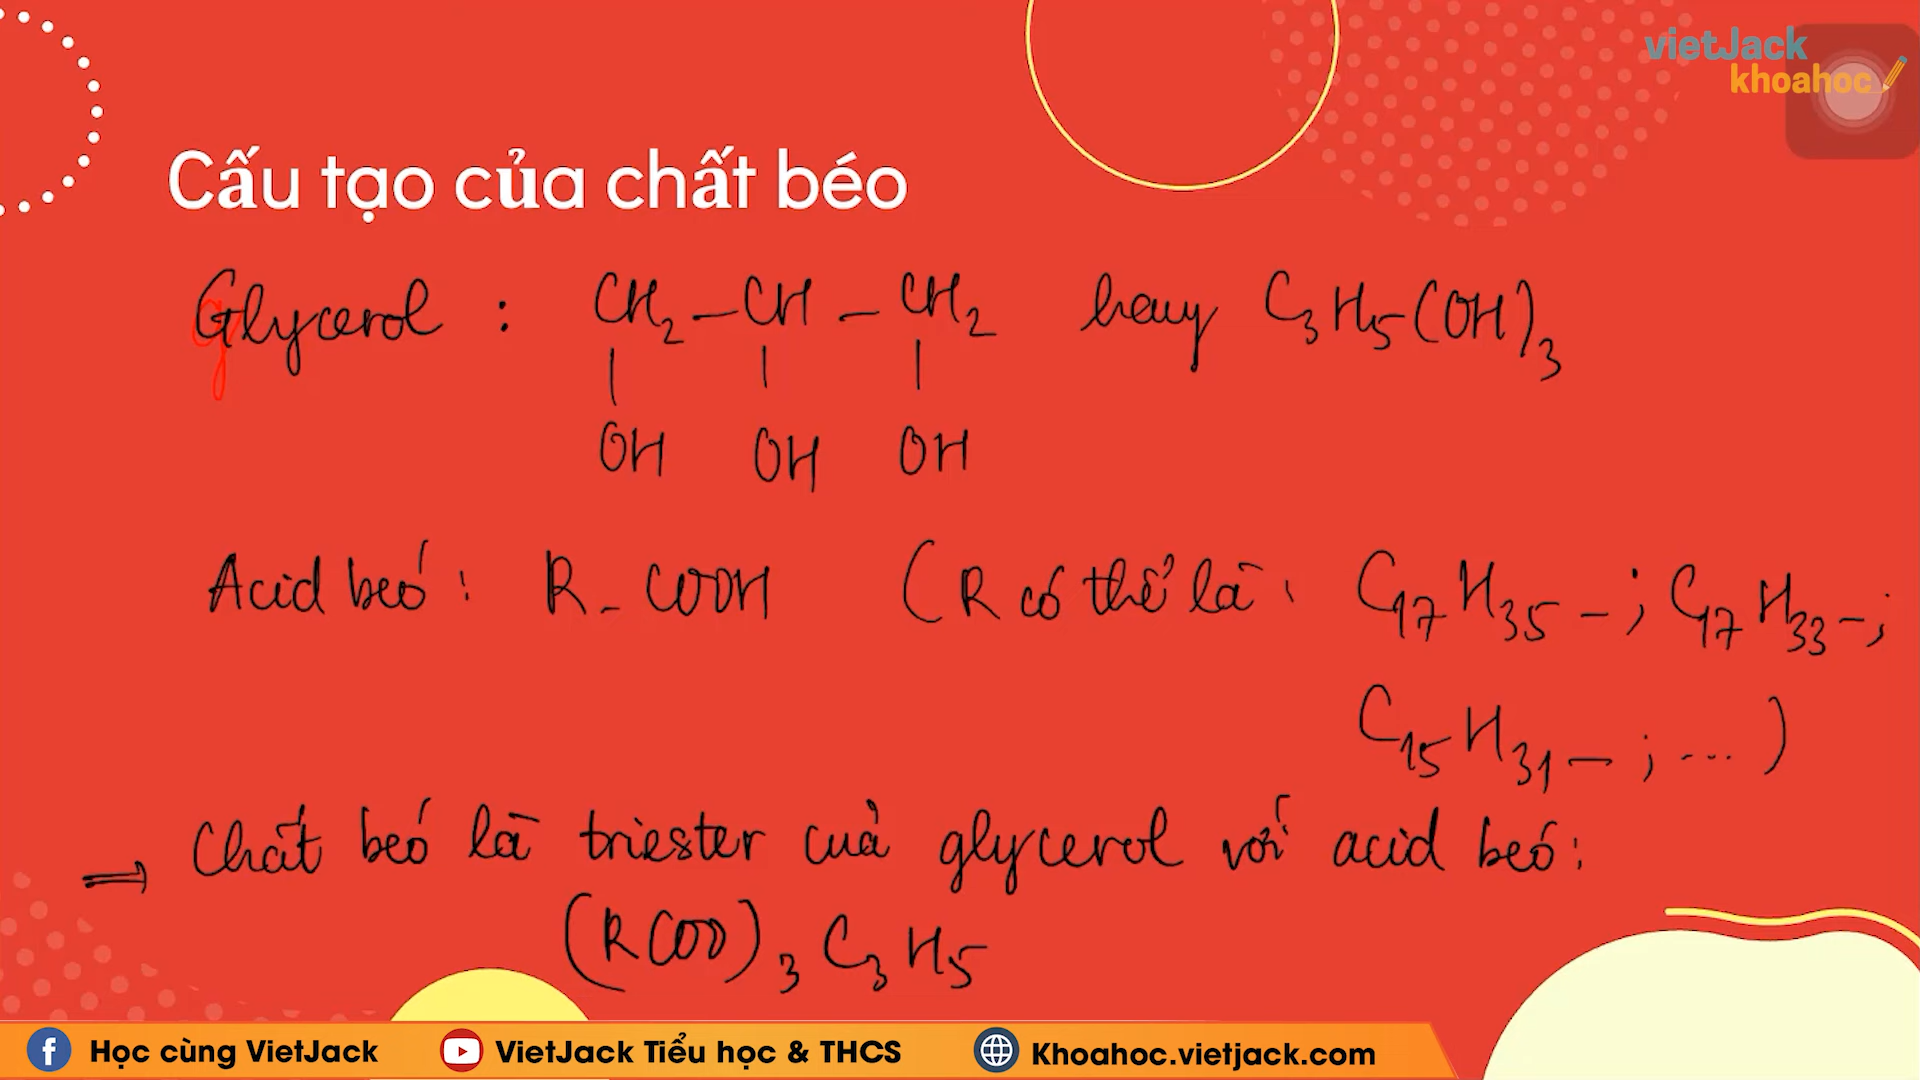 vietJack
khoahoc
Cấu tạo của chất béo
Glycerol : CH₂ – CH – CH₂ hay C₃H₅(OH)₃
| | |
OH OH OH
Acid béo : R – COOH (R có thể là : C₁₇H₃₅ – ; C₁₇H₃₃ – ;
C₁₅H₃₁ – ; ... )
⇒ Chất béo là triester của glycerol với acid béo :
(RCOO)₃C₃H₅
Học cùng VietJack VietJack Tiểu học & THCS Khoahoc.vietjack.com